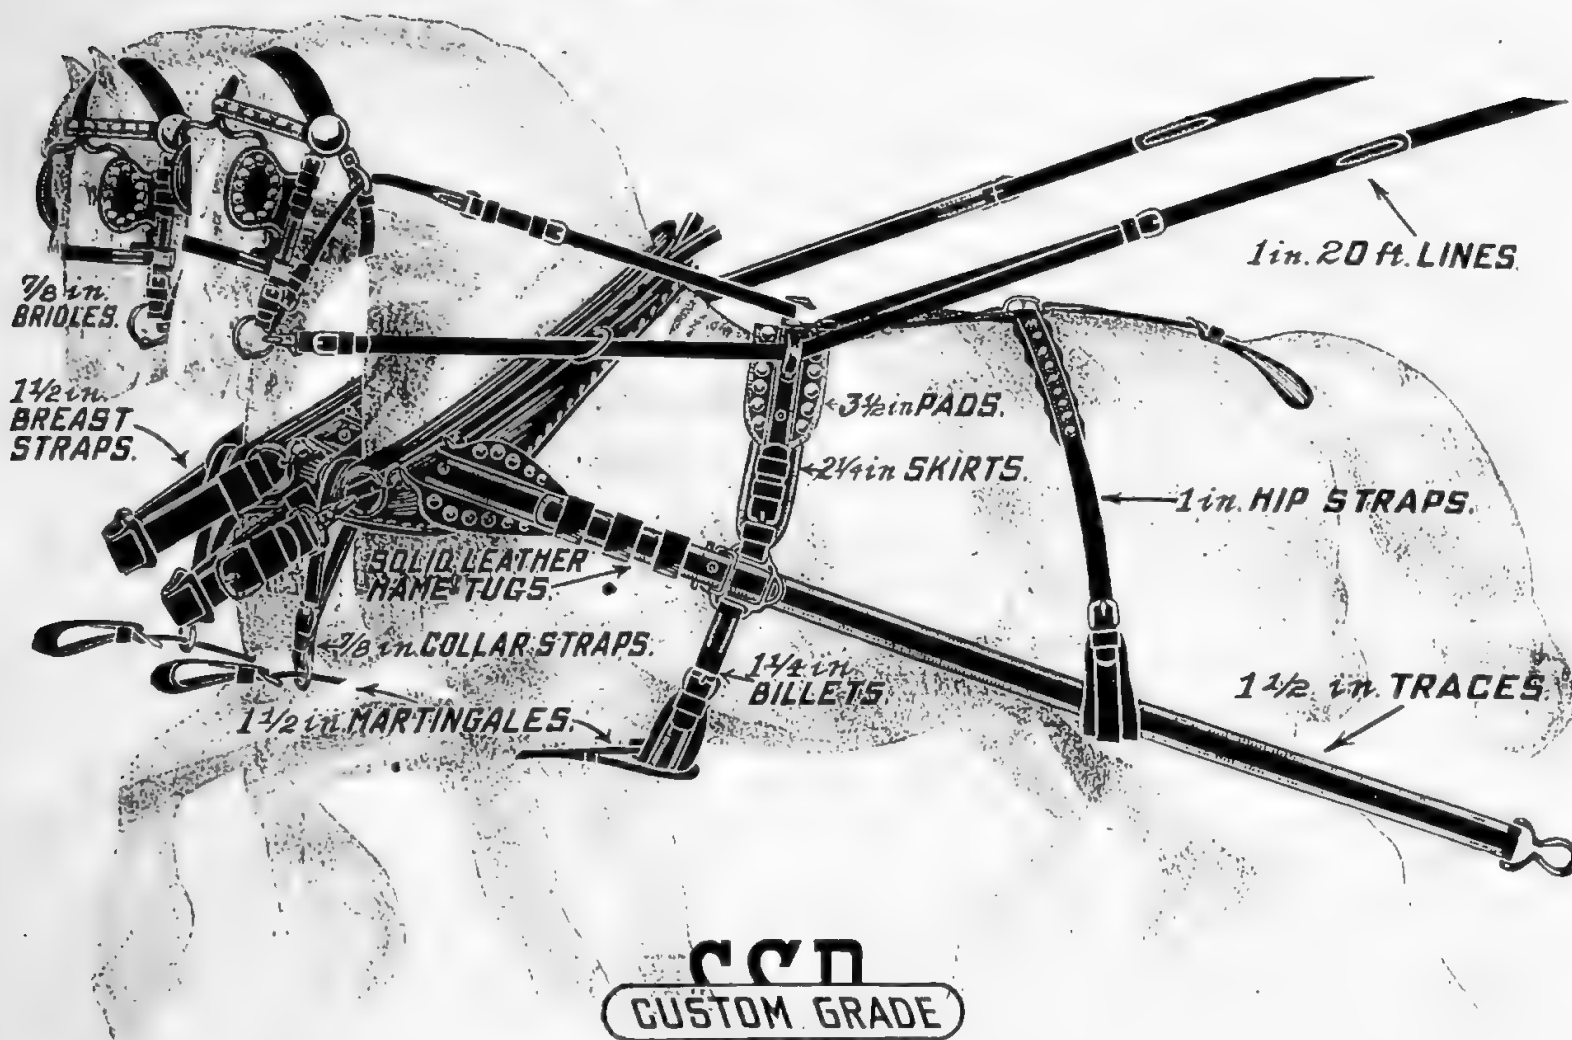 1 in. 20 ft. LINES.
7/8 in.
BRIDLES.
1 1/2 in.
BREAST
STRAPS.
3 1/2 in PADS.
2 1/4 in SKIRTS.
1 in. HIP STRAPS.
SOLID LEATHER
HAME TUGS.
7/8 in COLLAR STRAPS.
1 1/4 in.
BILLETS.
1 1/2 in. TRACES
1 1/2 in. MARTINGALES.
CUSTOM GRADE